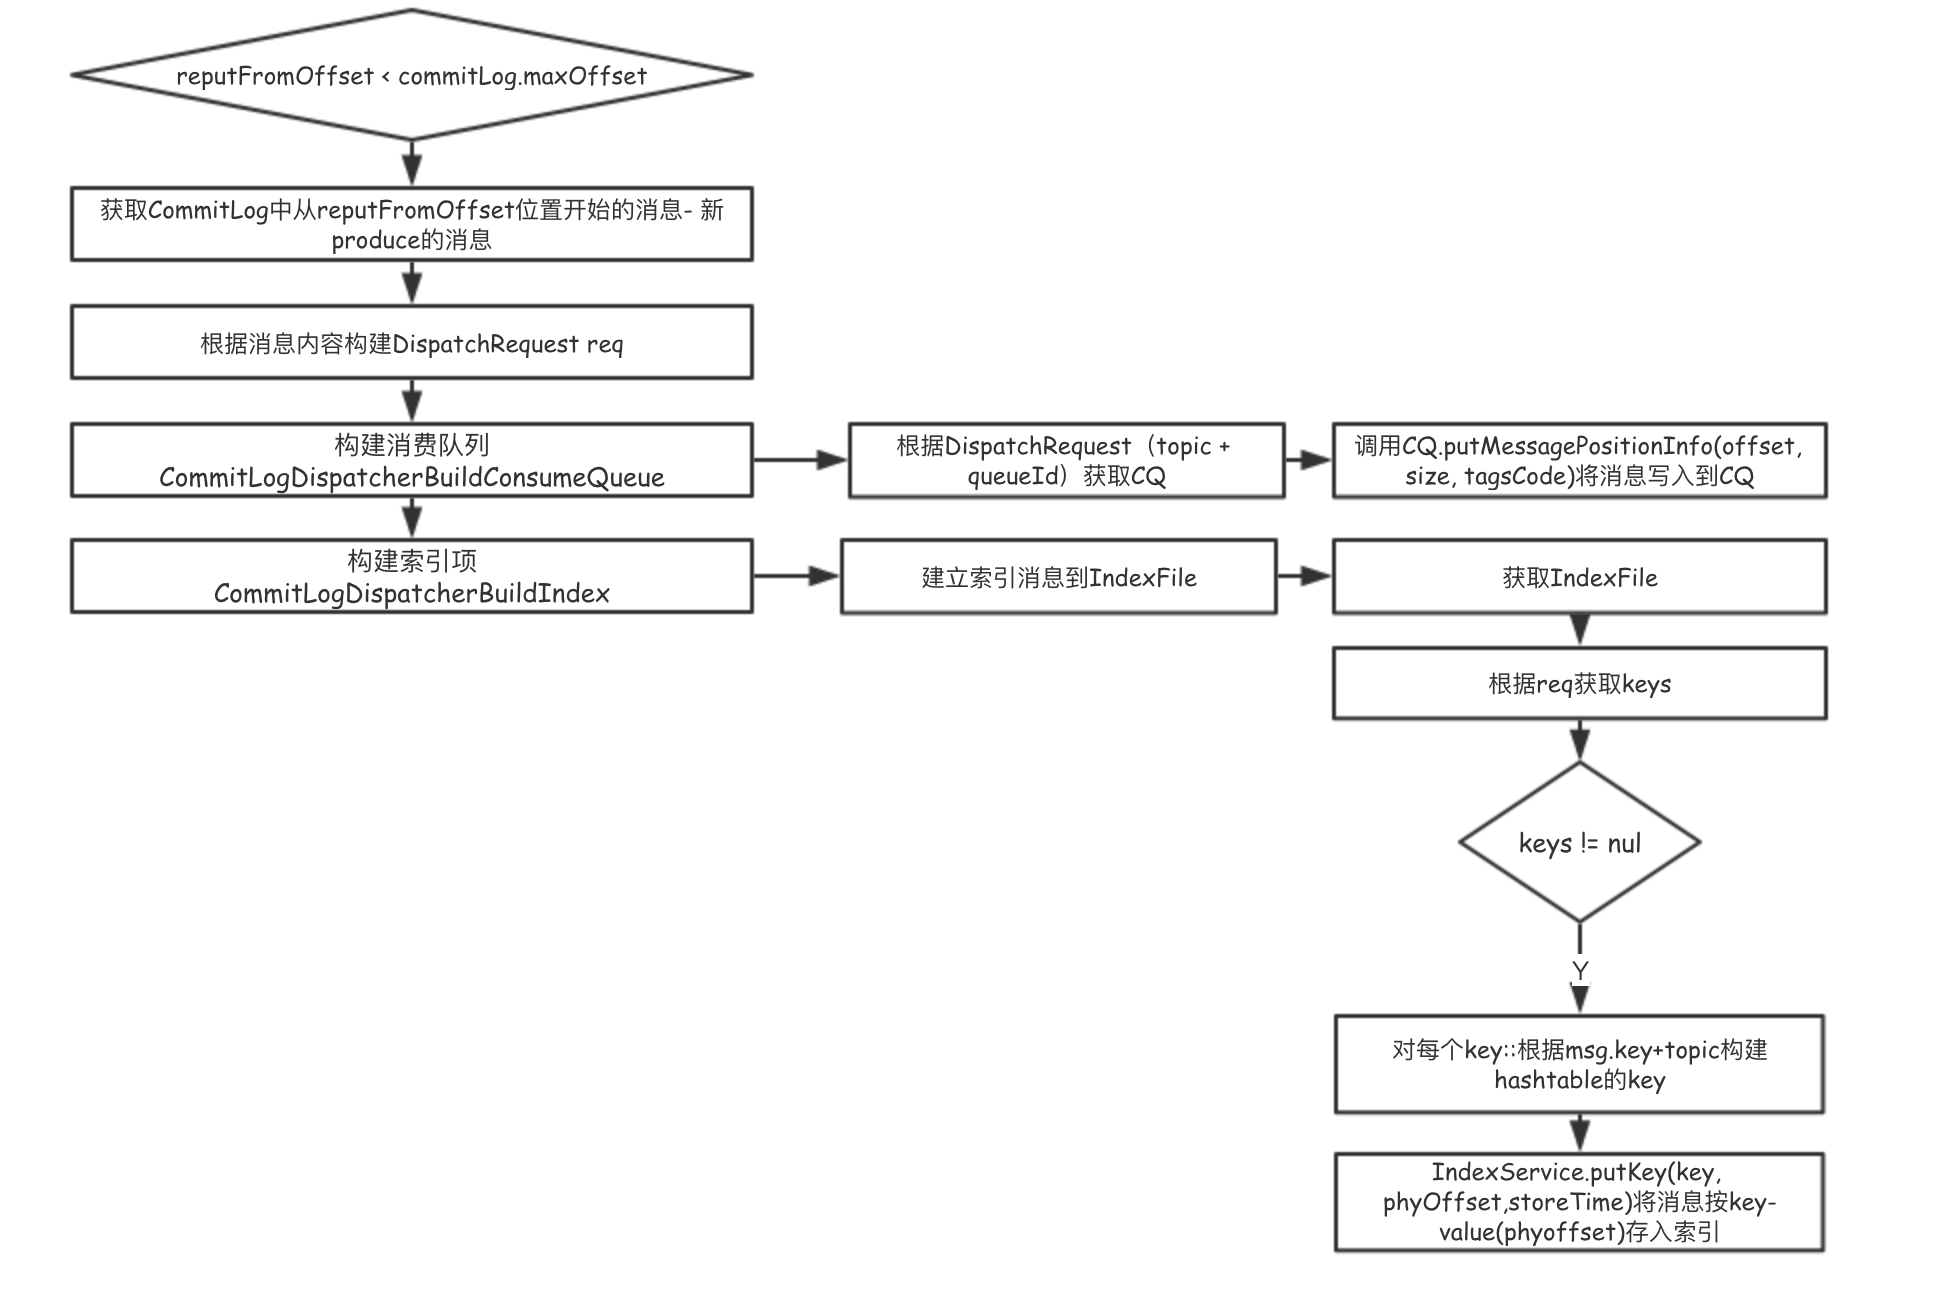 reputFromOffset < commitLog.maxOffset
获取CommitLog中从reputFromOffset位置开始的消息- 新
produce的消息
根据消息内容构建DispatchRequest req
构建消费队列
CommitLogDispatcherBuildConsumeQueue
根据DispatchRequest（topic +
queueId）获取CQ
调用CQ.putMessagePositionInfo(offset,
size, tagsCode)将消息写入到CQ
构建索引项
CommitLogDispatcherBuildIndex
建立索引消息到IndexFile
获取IndexFile
根据req获取keys
keys != nul
Y
对每个key::根据msg.key+topic构建
hashtable的key
IndexService.putKey(key,
phyOffset,storeTime)将消息按key-
value(phyoffset)存入索引